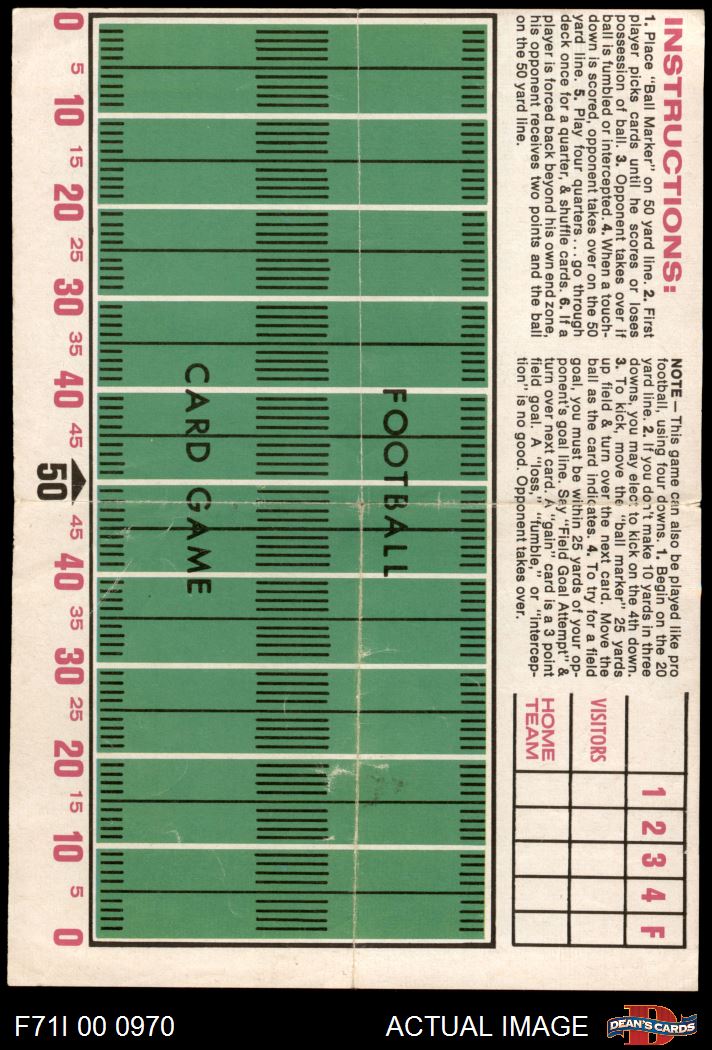 INSTRUCTIONS:
1. Place "Ball Marker" on 50 yard line. 2. First
player picks cards until he scores or loses
possession of ball. 3. Opponent takes over if
ball is fumbled or intercepted. 4. When a touch-
down is scored, opponent takes over on the 50
yard line. 5. Play four quarters... go through
deck once for a quarter, & shuffle cards. 6. If a
player is forced back beyond his own end zone,
his opponent receives two points and the ball
on the 50 yard line.
NOTE— This game can also be played like pro
football, using four downs. 1. Begin on the 20
yard line. 2. If you don't make 10 yards in three
downs, you may elect to kick on the 4th down.
3. To kick, move the "ball marker" 25 yards
up field & turn over the next card. Move the
ball as the card indicates. 4. To try for a field
goal, you must be within 25 yards of your op-
ponent's goal line. Say "Field Goal Attempt" &
turn over next card. A "gain" card is a 3 point
field goal. A "loss," "fumble," or "intercep-
tion" is no good. Opponent takes over.
1 2 3 4 F
VISITORS
HOME
TEAM
FOOTBALL
CARD GAME
0 5 10 15 20 25 30 35 40 45 45 40 35 30 25 20 15 10 5 0
50
F71I 00 0970
ACTUAL IMAGE
DEAN'S CARDS